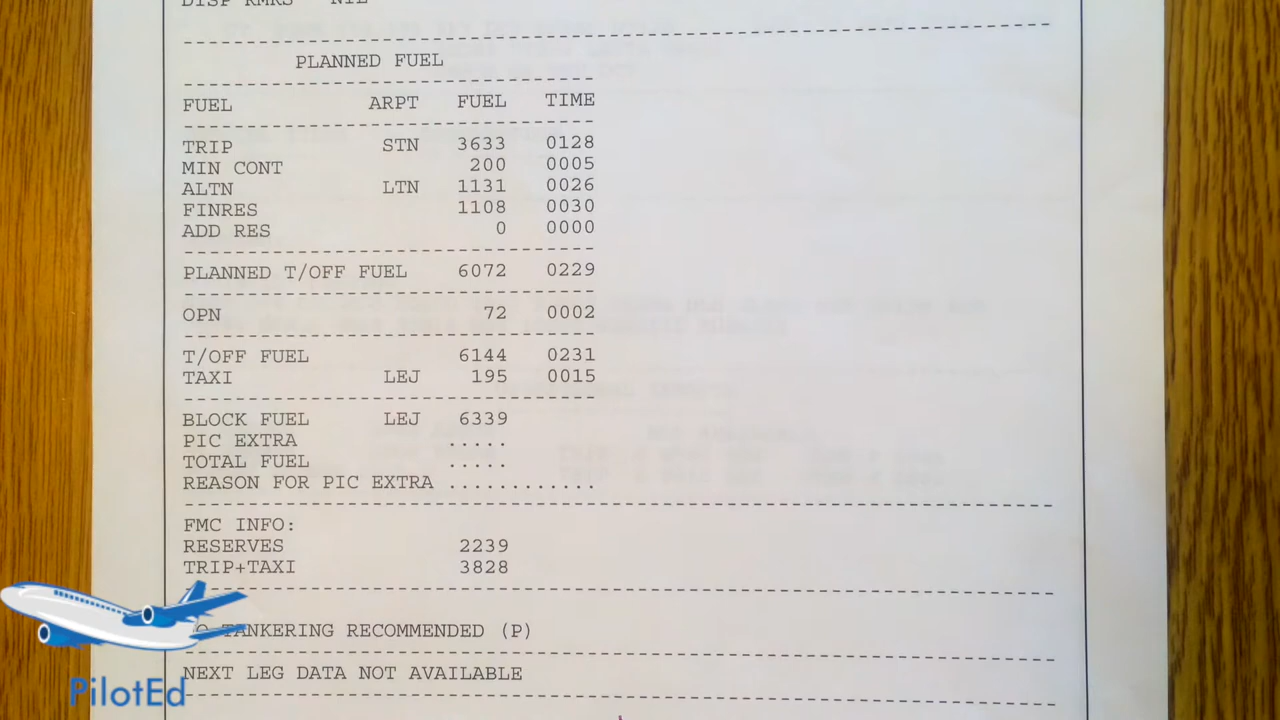 DISP RMRS NIL
PLANNED FUEL
FUEL ARPT FUEL TIME
TRIP STN 3633 0128
MIN CONT 200 0005
ALTN LTN 1131 0026
FINRES 1108 0030
ADD RES 0 0000
PLANNED T/OFF FUEL 6072 0229
OPN 72 0002
T/OFF FUEL 6144 0231
TAXI LEJ 195 0015
BLOCK FUEL LEJ 6339
PIC EXTRA .....
TOTAL FUEL .....
REASON FOR PIC EXTRA ............
FMC INFO:
RESERVES 2239
TRIP+TAXI 3828
TANKERING RECOMMENDED (P)
NEXT LEG DATA NOT AVAILABLE
PilotEd